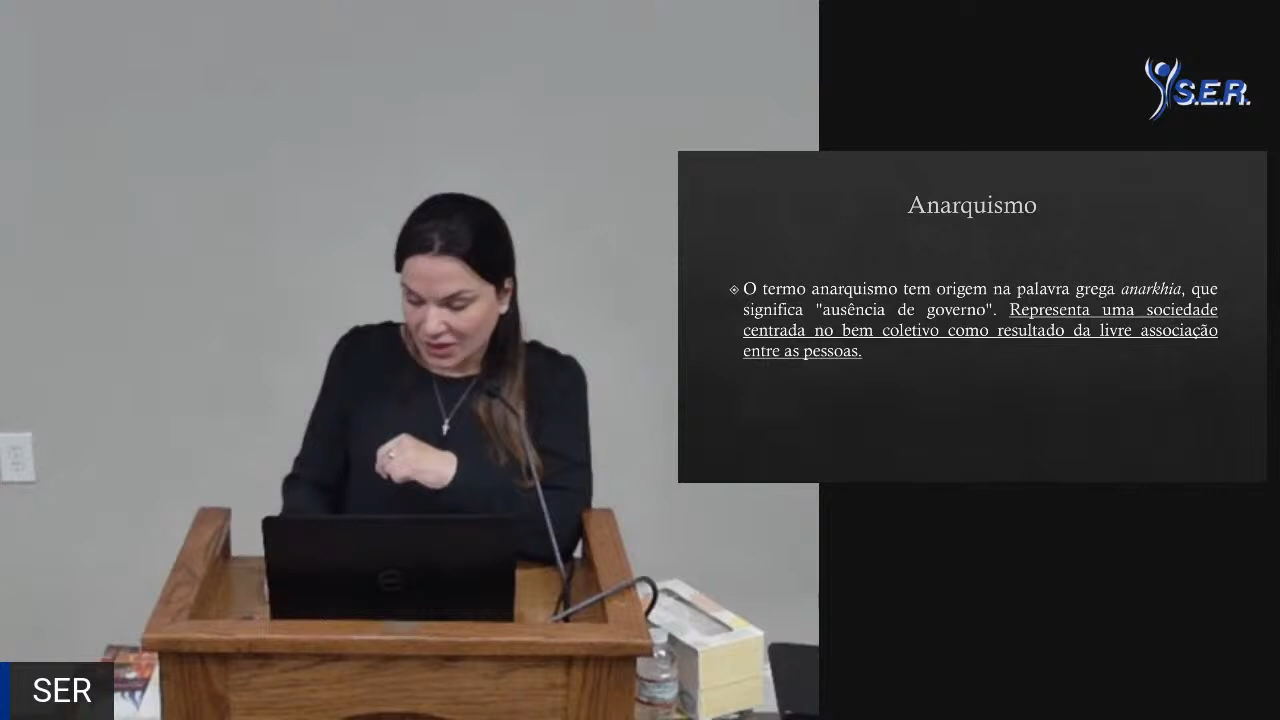 S.E.R.
Anarquismo
O termo anarquismo tem origem na palavra grega anarkhia, que
significa "ausência de governo". Representa uma sociedade
centrada no bem coletivo como resultado da livre associação
entre as pessoas.
SER